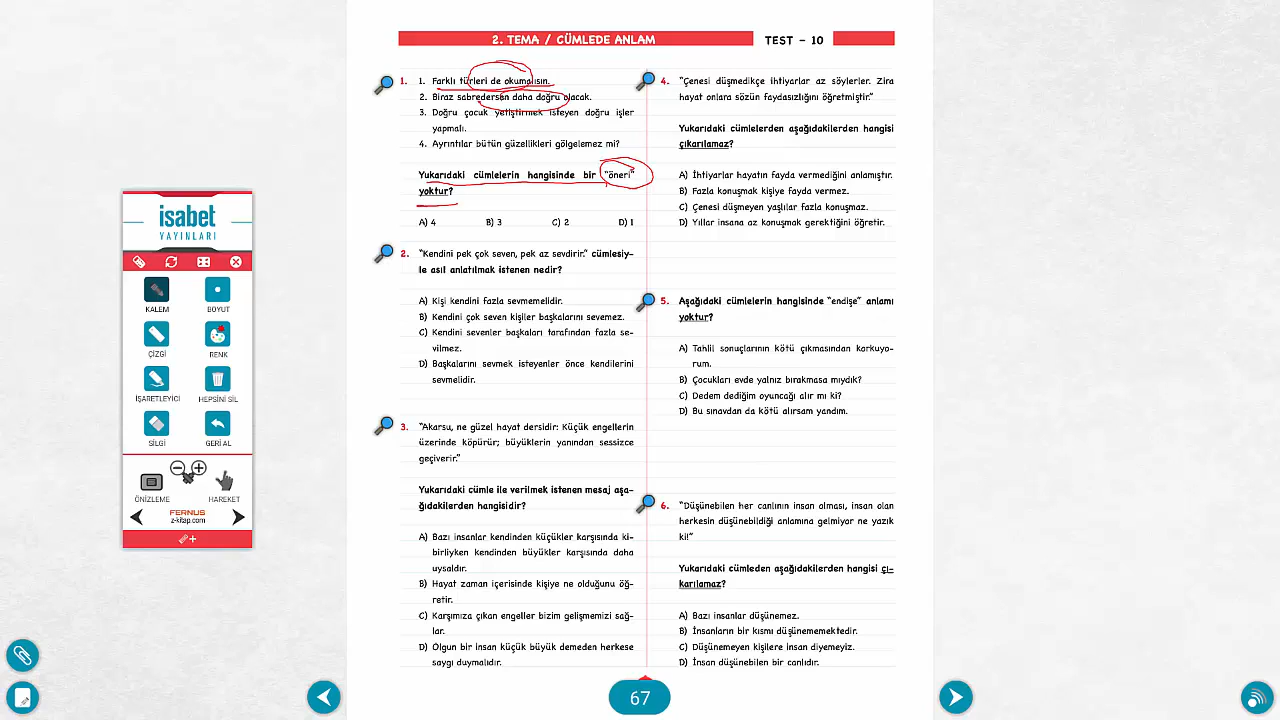 2. TEMA / CÜMLEDE ANLAM
TEST - 10
1. 1. Farklı türleri de okumalısın.
2. Biraz sabredersen daha doğru olacak.
3. Doğru çocuk yetiştirmek isteyen doğru işler
yapmalı.
4. Ayrıntılar bütün güzellikleri gölgelemez mi?
Yukarıdaki cümlelerin hangisinde bir "öneri"
yoktur?
A) 4 B) 3 C) 2 D) 1
2. "Kendini pek çok seven, pek az sevdirir." cümlesiy-
le asıl anlatılmak istenen nedir?
A) Kişi kendini fazla sevmemelidir.
B) Kendini çok seven kişiler başkalarını sevemez.
C) Kendini sevenler başkaları tarafından fazla se-
vilmez.
D) Başkalarını sevmek isteyenler önce kendilerini
sevmelidir.
3. "Akarsu, ne güzel hayat dersidir: Küçük engellerin
üzerinde köpürür; büyüklerin yanından sessizce
geçiverir."
Yukarıdaki cümle ile verilmek istenen mesaj aşa-
ğıdakilerden hangisidir?
A) Bazı insanlar kendinden küçükler karşısında ki-
birliyken kendinden büyükler karşısında daha
uysaldır.
B) Hayat zaman içerisinde kişiye ne olduğunu öğ-
retir.
C) Karşımıza çıkan engeller bizim gelişmemizi sağ-
lar.
D) Olgun bir insan küçük büyük demeden herkese
saygı duymalıdır.
4. "Çenesi düşmedikçe ihtiyarlar az söylerler. Zira
hayat onlara sözün faydasızlığını öğretmiştir."
Yukarıdaki cümlelerden aşağıdakilerden hangisi
çıkarılamaz?
A) İhtiyarlar hayatın fayda vermediğini anlamıştır.
B) Fazla konuşmak kişiye fayda vermez.
C) Çenesi düşmeyen yaşlılar fazla konuşmaz.
D) Yıllar insana az konuşmak gerektiğini öğretir.
5. Aşağıdaki cümlelerin hangisinde "endişe" anlamı
yoktur?
A) Tahlil sonuçlarının kötü çıkmasından korkuyo-
rum.
B) Çocukları evde yalnız bırakmasa mıydık?
C) Dedem dediğim oyuncağı alır mı ki?
D) Bu sınavdan da kötü alırsam yandım.
6. "Düşünebilen her canlının insan olması, insan olan
herkesin düşünebildiği anlamına gelmiyor ne yazık
ki!"
Yukarıdaki cümleden aşağıdakilerden hangisi çı-
karılamaz?
A) Bazı insanlar düşünemez.
B) İnsanların bir kısmı düşünememektedir.
C) Düşünemeyen kişilere insan diyemeyiz.
D) İnsan düşünebilen bir canlıdır.
67
isabet
YAYINLARI
KALEM BOYUT
ÇİZGİ RENK
İŞARETLEYİCİ HEPSİNİ SİL
SİLGİ GERİ AL
ÖNİZLEME HAREKET
FERNUS
z-kitap.com